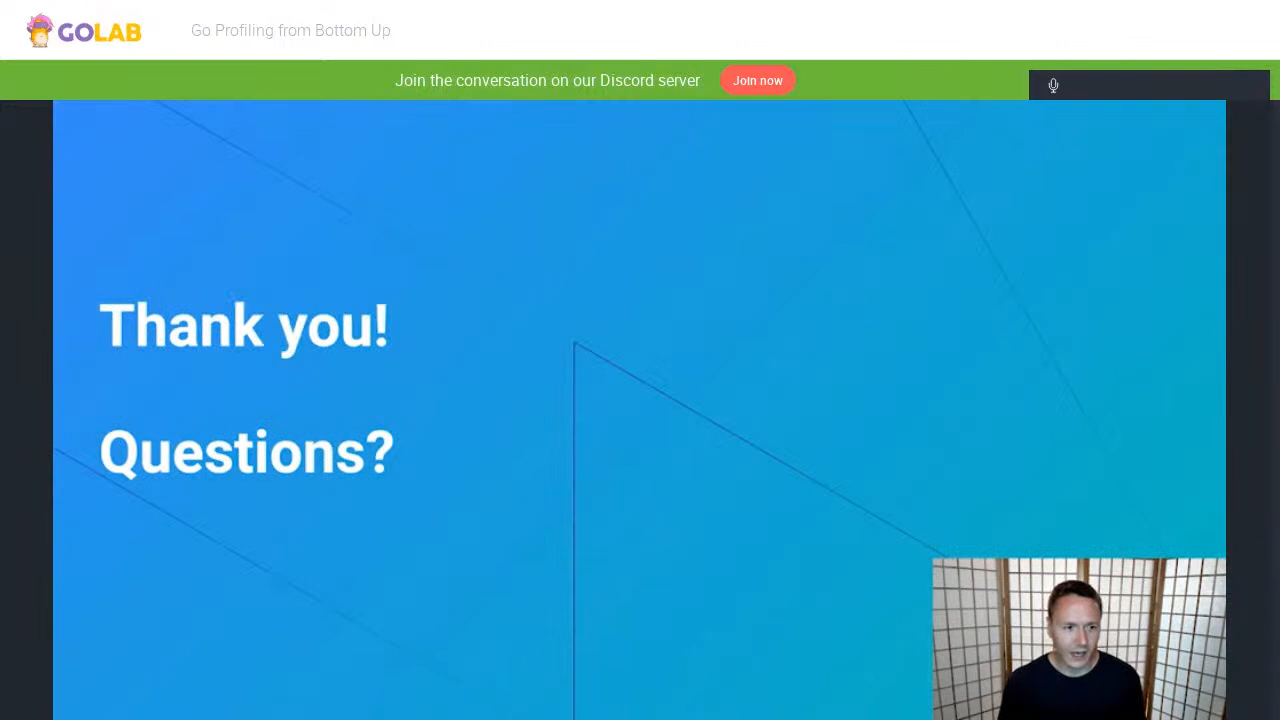 GOLAB
Go Profiling from Bottom Up
Join the conversation on our Discord server
Join now
Thank you!
Questions?